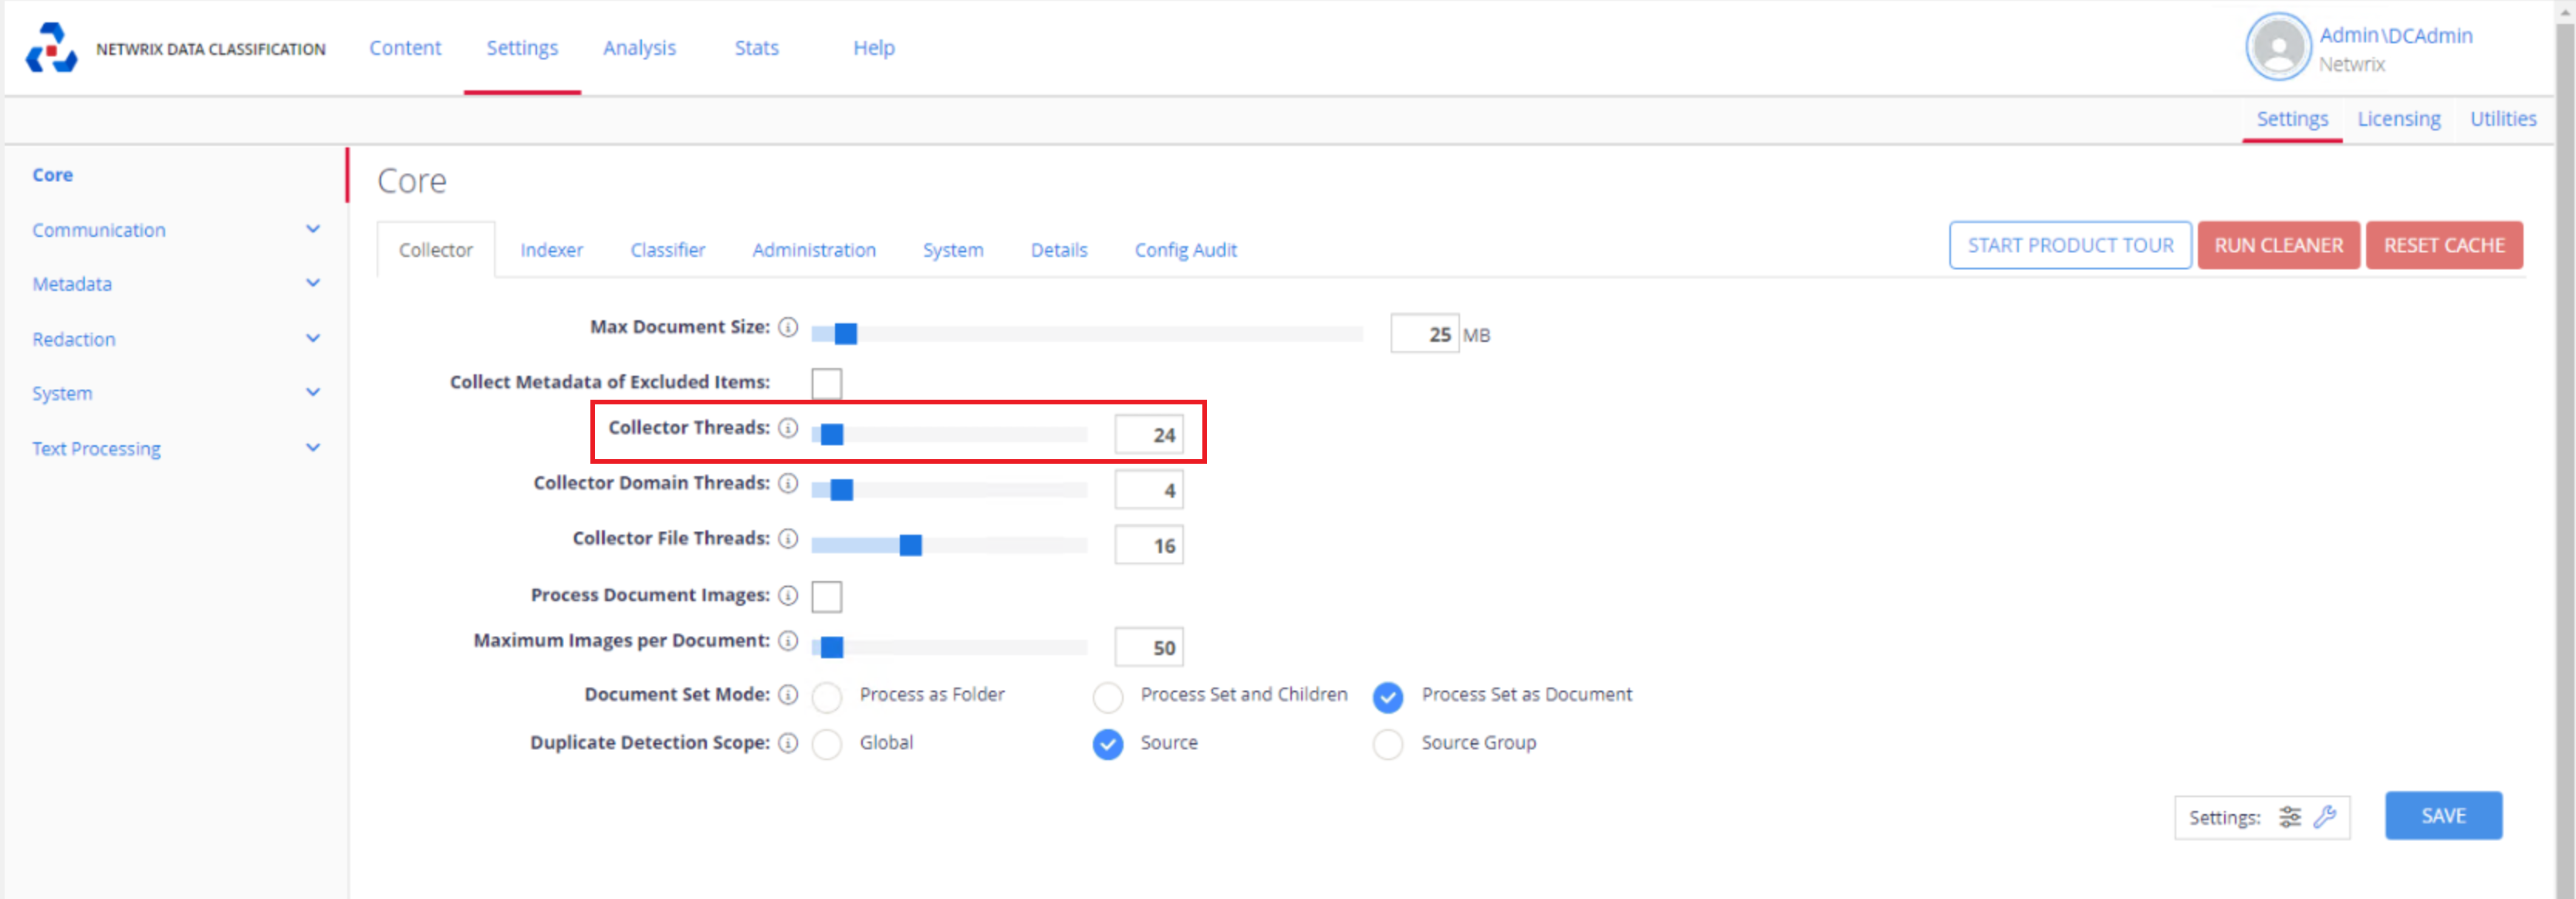 NETWRIX DATA CLASSIFICATION Content Settings Analysis Stats Help
Admin\DCAdmin
Netwrix
Settings Licensing Utilities
Core
Communication
Metadata
Redaction
System
Text Processing
Core
Collector Indexer Classifier Administration System Details Config Audit
START PRODUCT TOUR RUN CLEANER RESET CACHE
Max Document Size: 25 MB
Collect Metadata of Excluded Items:
Collector Threads: 24
Collector Domain Threads: 4
Collector File Threads: 16
Process Document Images:
Maximum Images per Document: 50
Document Set Mode: Process as Folder Process Set and Children Process Set as Document
Duplicate Detection Scope: Global Source Source Group
Settings: SAVE